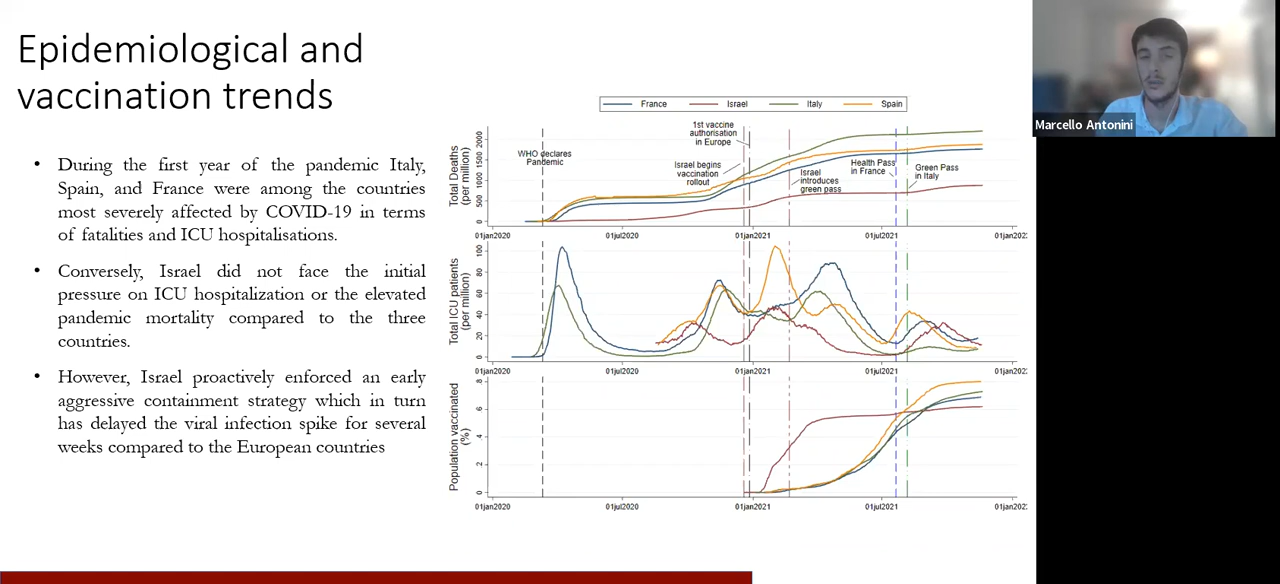 Epidemiological and
vaccination trends
• During the first year of the pandemic Italy,
Spain, and France were among the countries
most severely affected by COVID-19 in terms
of fatalities and ICU hospitalisations.
• Conversely, Israel did not face the initial
pressure on ICU hospitalization or the elevated
pandemic mortality compared to the three
countries.
• However, Israel proactively enforced an early
aggressive containment strategy which in turn
has delayed the viral infection spike for several
weeks compared to the European countries
France Israel Italy Spain
Total Deaths
(per million)
2000
1500
1000
500
0
WHO declares
Pandemic
1st vaccine
authorisation
in Europe
Israel begins
vaccination
rollout
Israel
introduces
green pass
Health Pass
in France
Green Pass
in Italy
01jan2020 01jul2020 01jan2021 01jul2021 01jan202
Total ICU patients
(per million)
100
80
60
40
20
0
01jan2020 01jul2020 01jan2021 01jul2021 01jan202
Population vaccinated
(%)
8
6
4
2
0
01jan2020 01jul2020 01jan2021 01jul2021 01jan202
Marcello Antonini